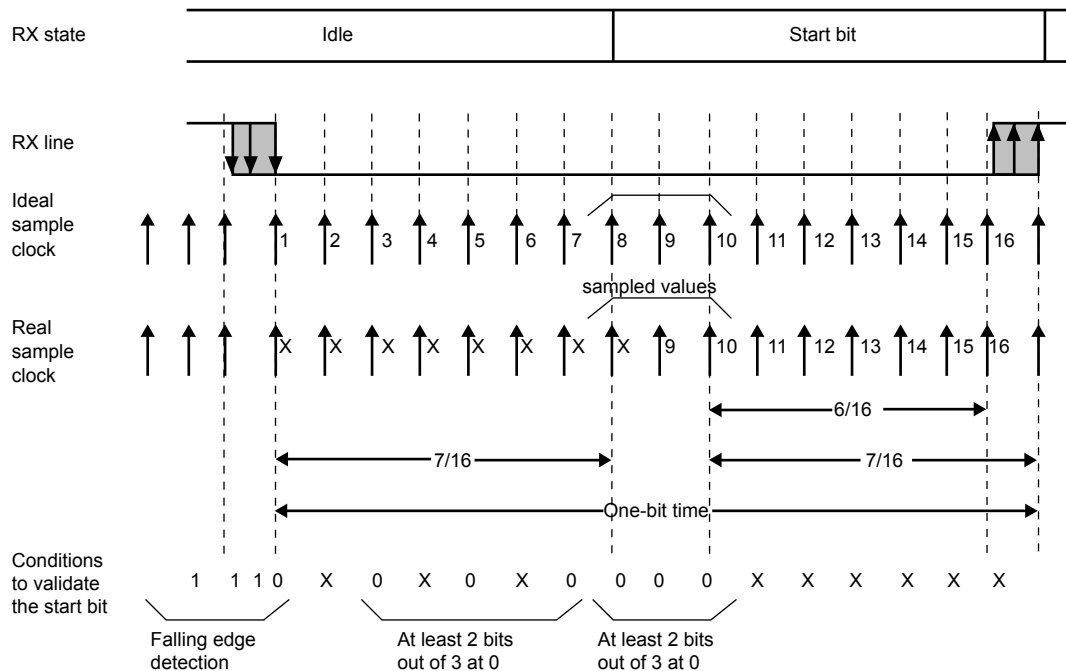 RX state Idle Start bit
RX line
Ideal
sample
clock
1 2 3 4 5 6 7 8 9 10 11 12 13 14 15 16
sampled values
Real
sample
clock
X X X X X X X X 9 10 11 12 13 14 15 16
6/16
7/16 7/16
One-bit time
Conditions
to validate
the start bit
1 1 1 0 X 0 X 0 X 0 0 0 0 X X X X X X
Falling edge
detection
At least 2 bits
out of 3 at 0
At least 2 bits
out of 3 at 0